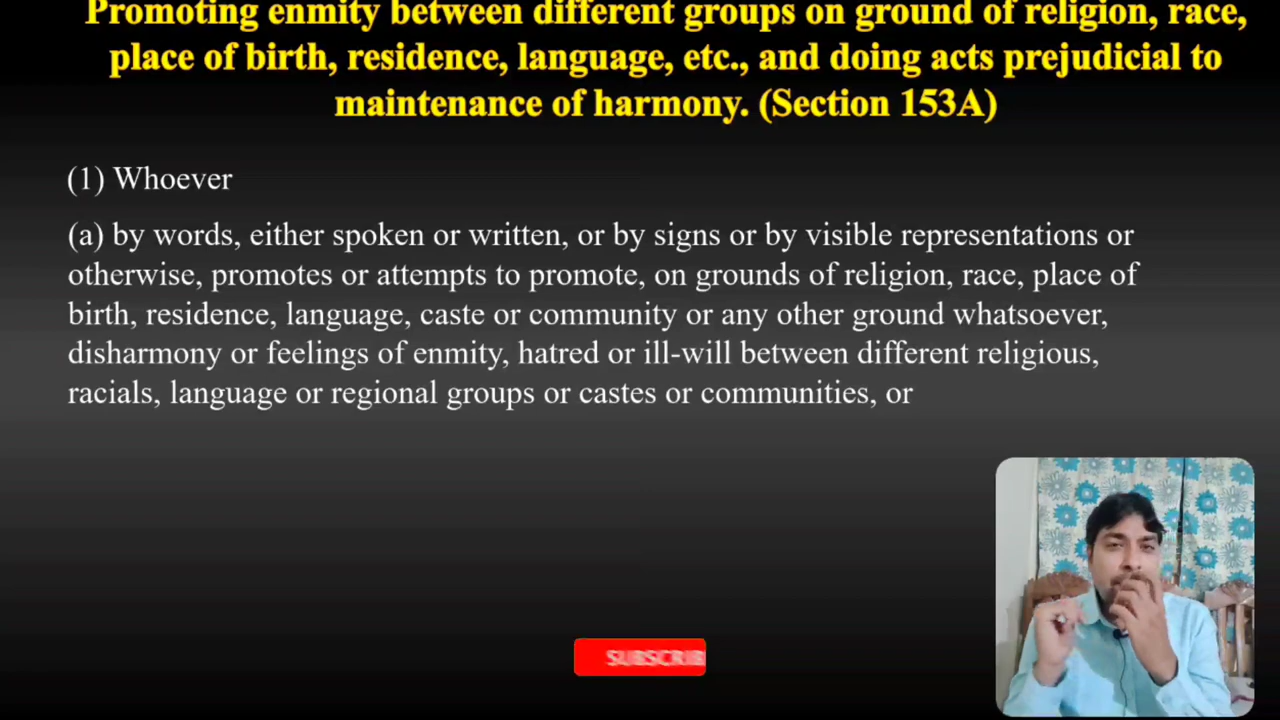 Promoting enmity between different groups on ground of religion, race,
place of birth, residence, language, etc., and doing acts prejudicial to
maintenance of harmony. (Section 153A)
(1) Whoever
(a) by words, either spoken or written, or by signs or by visible representations or
otherwise, promotes or attempts to promote, on grounds of religion, race, place of
birth, residence, language, caste or community or any other ground whatsoever,
disharmony or feelings of enmity, hatred or ill-will between different religious,
racials, language or regional groups or castes or communities, or
SUBSCRIB